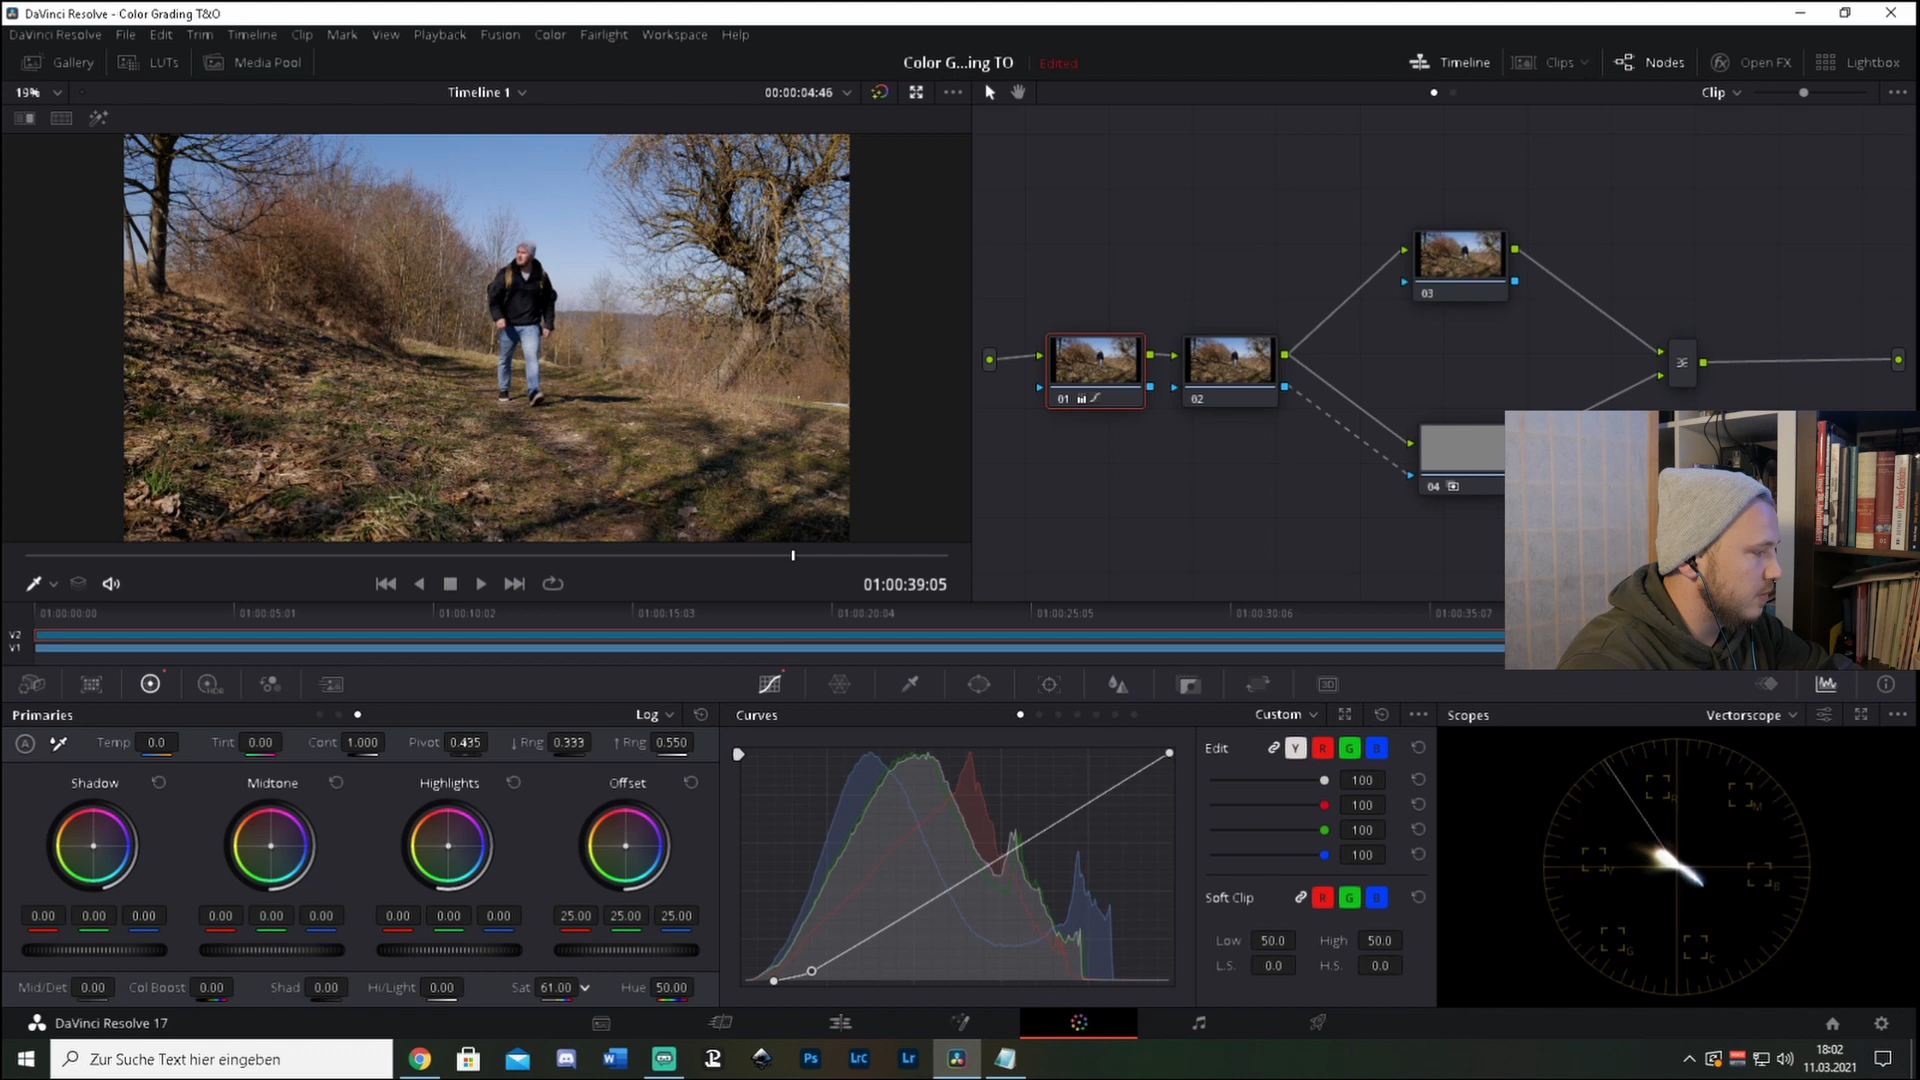 DaVinci Resolve - Color Grading T&O
DaVinci Resolve File Edit Trim Timeline Clip Mark View Playback Fusion Color Fairlight Workspace Help
Gallery LUTs Media Pool Color G...ing TO Edited Timeline Clips Nodes Open FX Lightbox
19% Timeline 1 00:00:04:46 Clip
03
01 02
04
01:00:39:05
01:00:00:00 01:00:05:01 01:00:10:02 01:00:15:03 01:00:20:04 01:00:25:05 01:00:30:06 01:00:35:07
V2
V1
Primaries Log Curves Custom Scopes Vectorscope
A Temp 0.0 Tint 0.00 Cont 1.000 Pivot 0.435 Rng 0.333 Rng 0.550 Edit Y R G B
Shadow Midtone Highlights Offset 100
100
100
100
Soft Clip R G B
0.00 0.00 0.00 0.00 0.00 0.00 0.00 0.00 0.00 25.00 25.00 25.00
Low 50.0 High 50.0
L.S. 0.0 H.S. 0.0
Mid/Det 0.00 Col Boost 0.00 Shad 0.00 Hi/Light 0.00 Sat 61.00 Hue 50.00
R M B C G Y
DaVinci Resolve 17
Zur Suche Text hier eingeben
Ps LrC Lr
18:02
11.03.2021